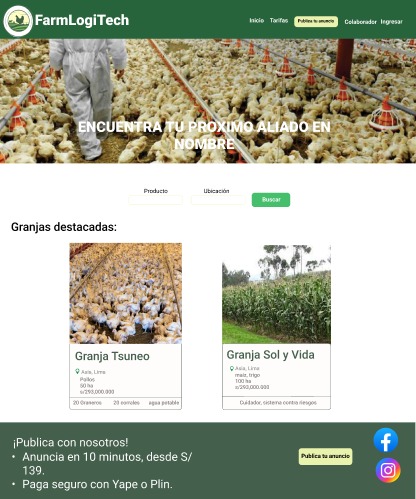 FarmLogiTech
Inicio Tarifas Publica tu anuncio Colaborador Ingresar
ENCUENTRA TU PROXIMO ALIADO EN
NOMBRE
Producto Ubicación
Buscar
Granjas destacadas:
Granja Tsuneo
Asia, Lima
Pollos
50 ha
s/293,000.000
20 Graneros 25 corrales agua potable
Granja Sol y Vida
Asia, Lima
maiz, trigo
100 ha
s/293,000.000
Cuidador, sistema contra riesgos
¡Publica con nosotros!
• Anuncia en 10 minutos, desde S/
139.
• Paga seguro con Yape o Plin.
Publica tu anuncio